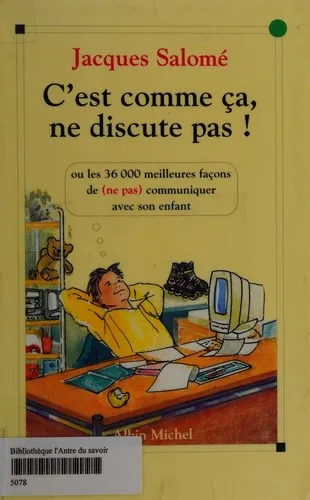 Jacques Salomé
C'est comme ça,
ne discute pas !
ou les 36 000 meilleures façons
de (ne pas) communiquer
avec son enfant
Albin Michel
Bibliothèque l'Antre du savoir
5078